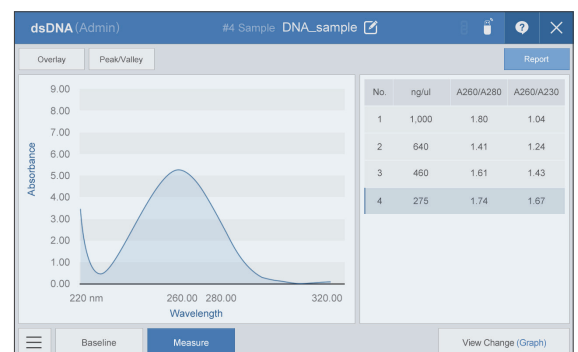 dsDNA (Admin) #4 Sample DNA_sample ?
Overlay Peak/Valley Report
Absorbance
9.00
8.00
7.00
6.00
5.00
4.00
3.00
2.00
1.00
0.00
220 nm 260.00 280.00 320.00
Wavelength
No. ng/ul A260/A280 A260/A230
1 1,000 1.80 1.04
2 640 1.41 1.24
3 460 1.61 1.43
4 275 1.74 1.67
Baseline Measure View Change (Graph)